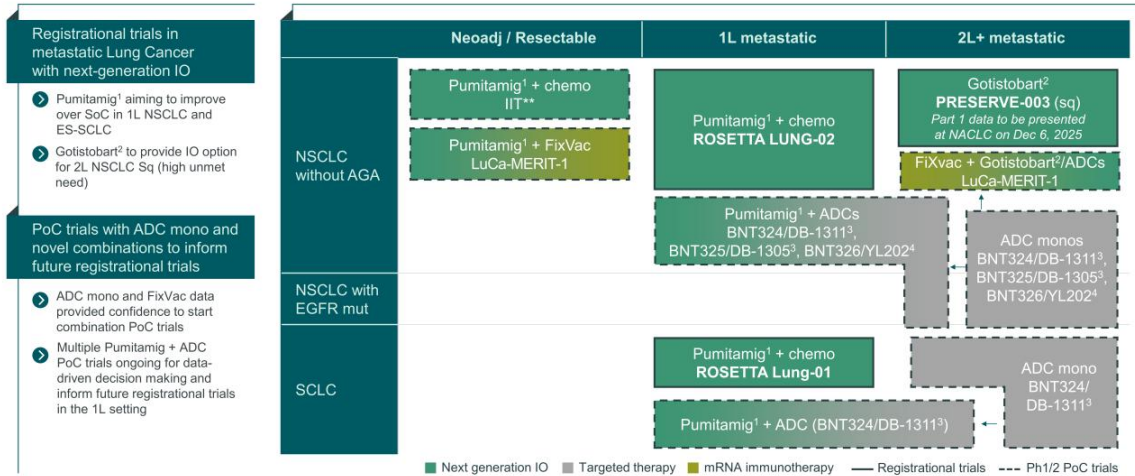 Registrational trials in
metastatic Lung Cancer
with next-generation IO
Pumitamig¹ aiming to improve
over SoC in 1L NSCLC and
ES-SCLC
Gotistobart² to provide IO option
for 2L NSCLC Sq (high unmet
need)
PoC trials with ADC mono and
novel combinations to inform
future registrational trials
ADC mono and FixVac data
provided confidence to start
combination PoC trials
Multiple Pumitamig + ADC
PoC trials ongoing for data-
driven decision making and
inform future registrational trials
in the 1L setting
Neoadj / Resectable
1L metastatic
2L+ metastatic
NSCLC
without AGA
Pumitamig¹ + chemo
IIT**
Pumitamig¹ + FixVac
LuCa-MERIT-1
Pumitamig¹ + chemo
ROSETTA LUNG-02
Gotistobart²
PRESERVE-003 (sq)
Part 1 data to be presented
at NACLC on Dec 6, 2025
FiXvac + Gotistobart²/ADCs
LuCa-MERIT-1
Pumitamig¹ + ADCs
BNT324/DB-1311³,
BNT325/DB-1305³, BNT326/YL202⁴
ADC monos
BNT324/DB-1311³,
BNT325/DB-1305³,
BNT326/YL202⁴
NSCLC with
EGFR mut
SCLC
Pumitamig¹ + chemo
ROSETTA Lung-01
Pumitamig¹ + ADC (BNT324/DB-1311³)
ADC mono
BNT324/
DB-1311³
Next generation IO
Targeted therapy
mRNA immunotherapy
Registrational trials
Ph1/2 PoC trials